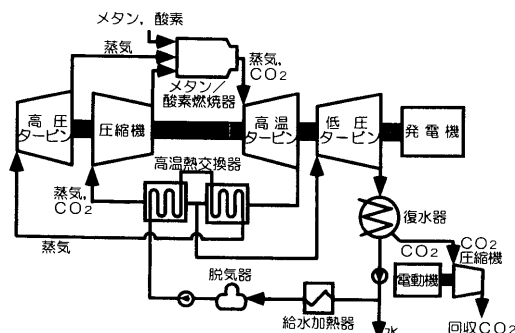 メタン，酸素
蒸気
蒸気，
CO2
メタン／
酸素燃焼器
高圧
タービン
圧縮機
高温
タービン
低圧
タービン
発電機
高温熱交換器
蒸気，
CO2
復水器
蒸気
CO2
CO2
圧縮機
脱気器
電動機
給水加熱器
水
回収CO2